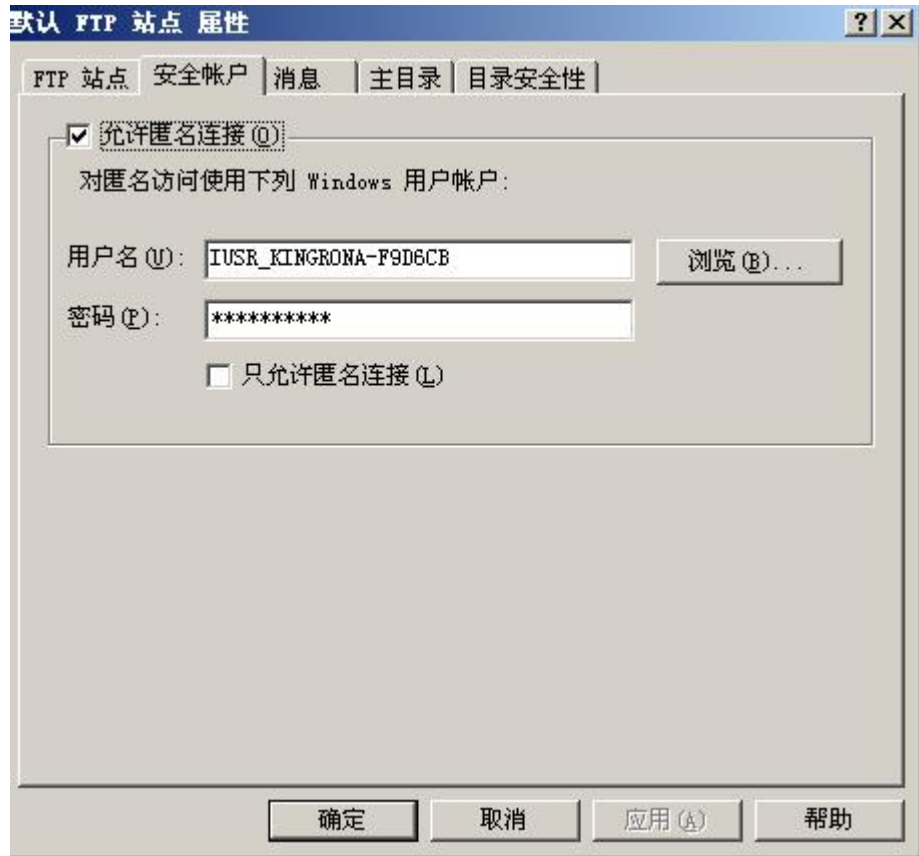 默认 FTP 站点 属性
FTP 站点 安全帐户 消息 主目录 目录安全性
允许匿名连接(O)
对匿名访问使用下列 Windows 用户帐户:
用户名(U): IUSR_KINGRONA-F9D6CB 浏览(B)...
密码(P): **********
只允许匿名连接(L)
确定 取消 应用(A) 帮助